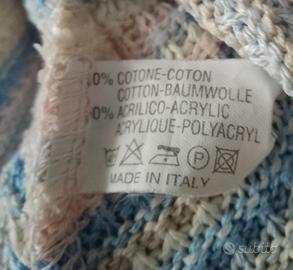 0% COTONE-COTON
COTTON-BAUMWOLLE
0% ACRILICO-ACRYLIC
ACRYLIQUE-POLYACRYL
MADE IN ITALY
subito